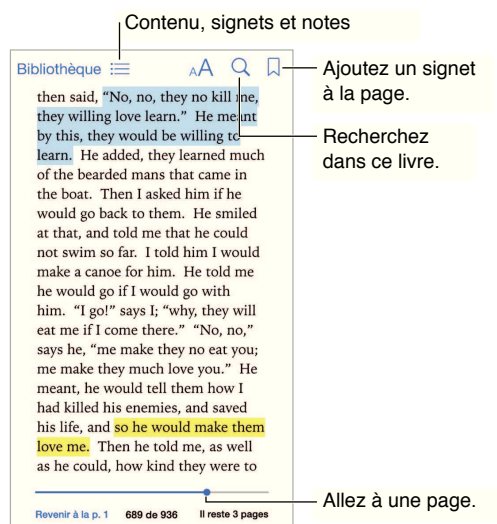 Contenu, signets et notes
Bibliothèque AA
Ajoutez un signet
à la page.
Recherchez
dans ce livre.
then said, “No, no, they no kill me,
they willing love learn.” He meant
by this, they would be willing to
learn. He added, they learned much
of the bearded mans that came in
the boat. Then I asked him if he
would go back to them. He smiled
at that, and told me that he could
not swim so far. I told him I would
make a canoe for him. He told me
he would go if I would go with
him. “I go!” says I; “why, they will
eat me if I come there.” “No, no,”
says he, “me make they no eat you;
me make they much love you.” He
meant, he would tell them how I
had killed his enemies, and saved
his life, and so he would make them
love me. Then he told me, as well
as he could, how kind they were to
Allez à une page.
Revenir à la p. 1 689 de 936 Il reste 3 pages